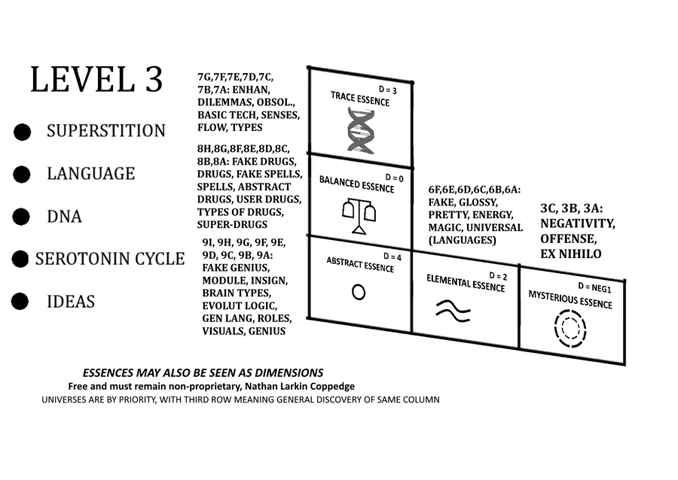 LEVEL 3
SUPERSTITION
LANGUAGE
DNA
SEROTONIN CYCLE
IDEAS
7G,7F,7E,7D,7C,
7B,7A: ENHAN,
DILEMMAS, OBSOL.,
BASIC TECH, SENSES,
FLOW, TYPES
8H,8G,8F,8E,8D,8C,
8B,8A: FAKE DRUGS,
DRUGS, FAKE SPELLS,
SPELLS, ABSTRACT
DRUGS, USER DRUGS,
TYPES OF DRUGS,
SUPER-DRUGS
9I, 9H, 9G, 9F, 9E,
9D, 9C, 9B, 9A:
FAKE GENIUS,
MODULE, INSIGN,
BRAIN TYPES,
EVOLUT LOGIC,
GEN LANG, ROLES,
VISUALS, GENIUS
D = 3
TRACE ESSENCE
D = 0
BALANCED ESSENCE
D = 4
ABSTRACT ESSENCE
6F,6E,6D,6C,6B,6A:
FAKE, GLOSSY,
PRETTY, ENERGY,
MAGIC, UNIVERSAL
(LANGUAGES)
D = 2
ELEMENTAL ESSENCE
3C, 3B, 3A:
NEGATIVITY,
OFFENSE,
EX NIHILO
D = NEG1
MYSTERIOUS ESSENCE
ESSENCES MAY ALSO BE SEEN AS DIMENSIONS
Free and must remain non-proprietary, Nathan Larkin Coppedge
UNIVERSES ARE BY PRIORITY, WITH THIRD ROW MEANING GENERAL DISCOVERY OF SAME COLUMN